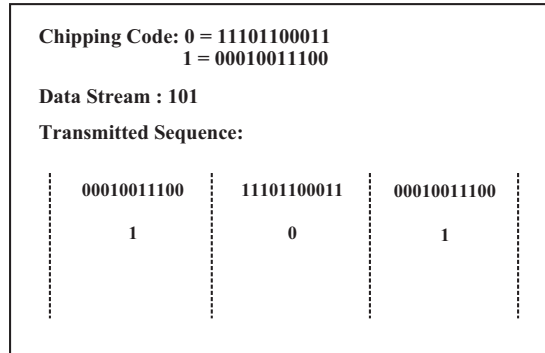 Chipping Code: 0 = 11101100011
1 = 00010011100
Data Stream : 101
Transmitted Sequence:
00010011100 11101100011 00010011100
1 0 1